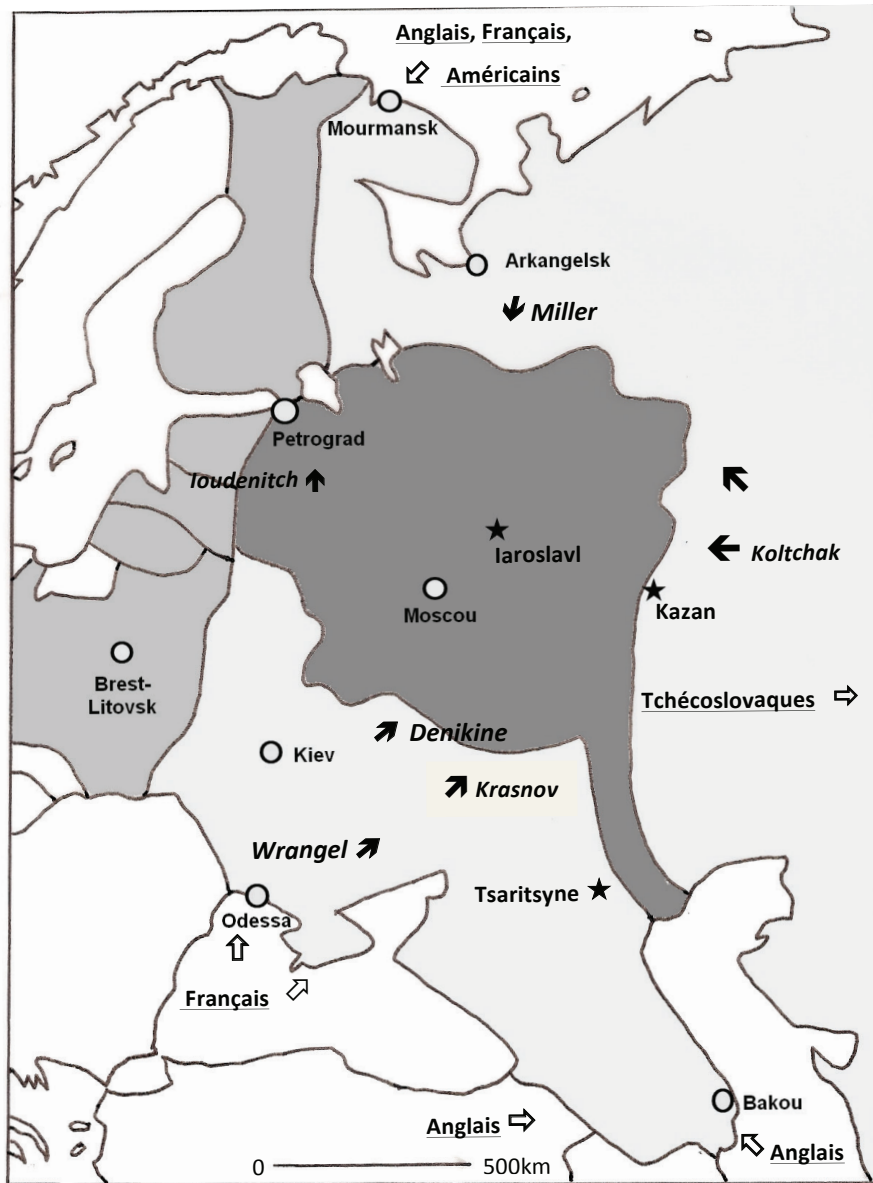 Anglais, Français,
Américains
Mourmansk
Arkangelsk
Miller
Petrograd
Ioudenitch
Iaroslavl
Koltchak
Moscou
Kazan
Brest-
Litovsk
Tchécoslovaques
Denikine
Kiev
Krasnov
Wrangel
Tsaritsyne
Odessa
Français
Bakou
Anglais
Anglais
0 500km